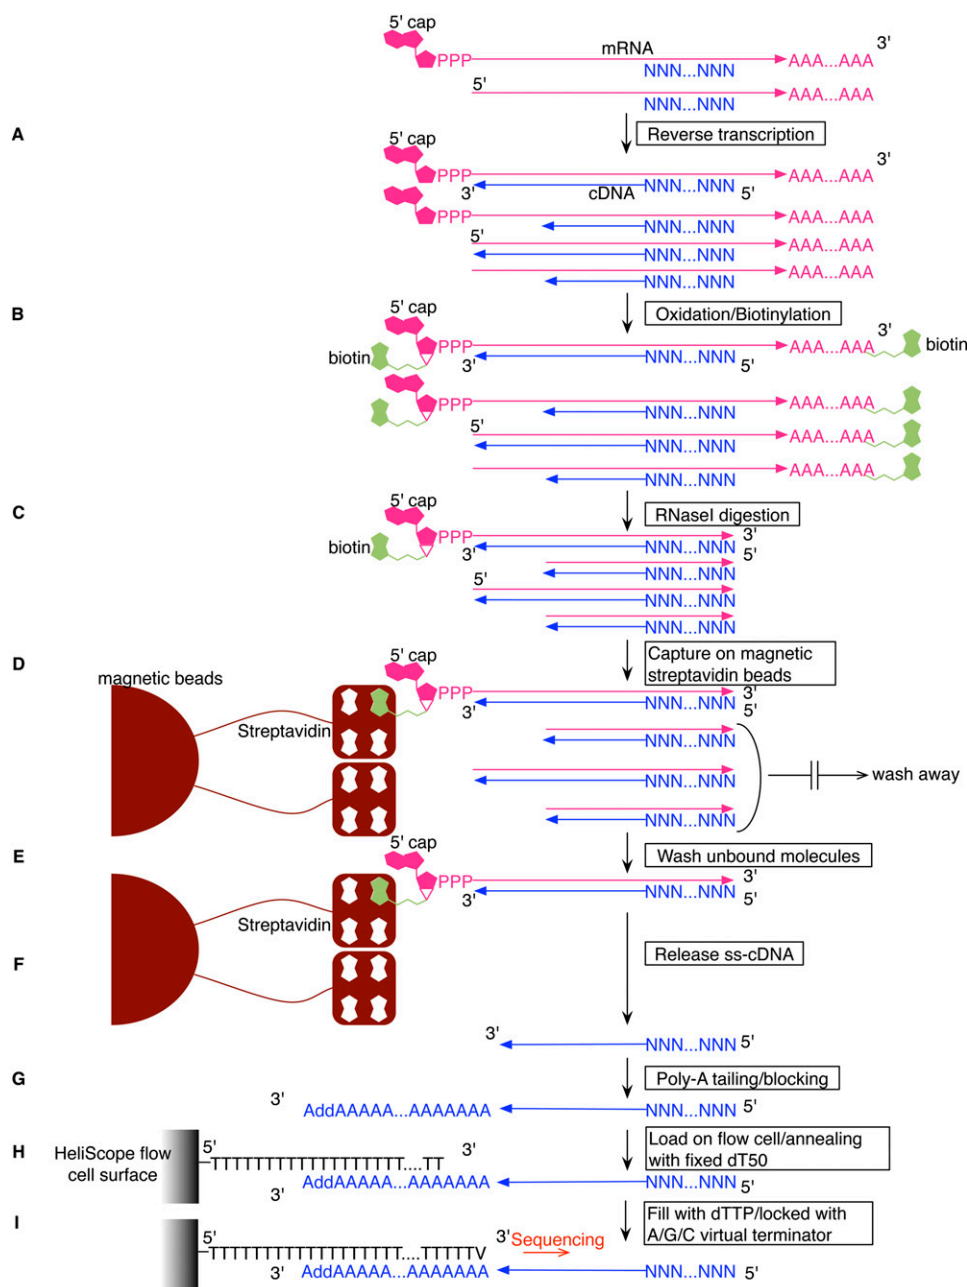 5' cap
3'
PPP
mRNA
AAA...AAA
NNN...NNN
5'
AAA...AAA
NNN...NNN
A
Reverse transcription
5' cap
3'
PPP
AAA...AAA
3'
cDNA
NNN...NNN
5'
PPP
AAA...AAA
NNN...NNN
5'
AAA...AAA
NNN...NNN
AAA...AAA
NNN...NNN
B
Oxidation/Biotinylation
5' cap
3'
biotin
PPP
AAA...AAA
biotin
3'
NNN...NNN
5'
PPP
AAA...AAA
NNN...NNN
5'
AAA...AAA
NNN...NNN
AAA...AAA
NNN...NNN
C
RNaseI digestion
5' cap
biotin
PPP
3'
3'
NNN...NNN
5'
NNN...NNN
5'
NNN...NNN
NNN...NNN
D
Capture on magnetic
streptavidin beads
5' cap
magnetic beads
PPP
3'
Streptavidin
3'
NNN...NNN
5'
NNN...NNN
NNN...NNN
wash away
NNN...NNN
E
Wash unbound molecules
5' cap
PPP
3'
3'
NNN...NNN
5'
Streptavidin
F
Release ss-cDNA
3'
NNN...NNN
5'
G
Poly-A tailing/blocking
3'
AddAAAAA...AAAAAAA
NNN...NNN
5'
H
HeliScope flow
cell surface
Load on flow cell/annealing
with fixed dT50
5'
3'
TTTTTTTTTTTTTTTTTT....TT
3'
AddAAAAA...AAAAAAA
NNN...NNN
5'
I
Fill with dTTP/locked with
A/G/C virtual terminator
5'
3'
Sequencing
TTTTTTTTTTTTTTTTTT....TTTTTV
3'
AddAAAAA...AAAAAAA
NNN...NNN
5'